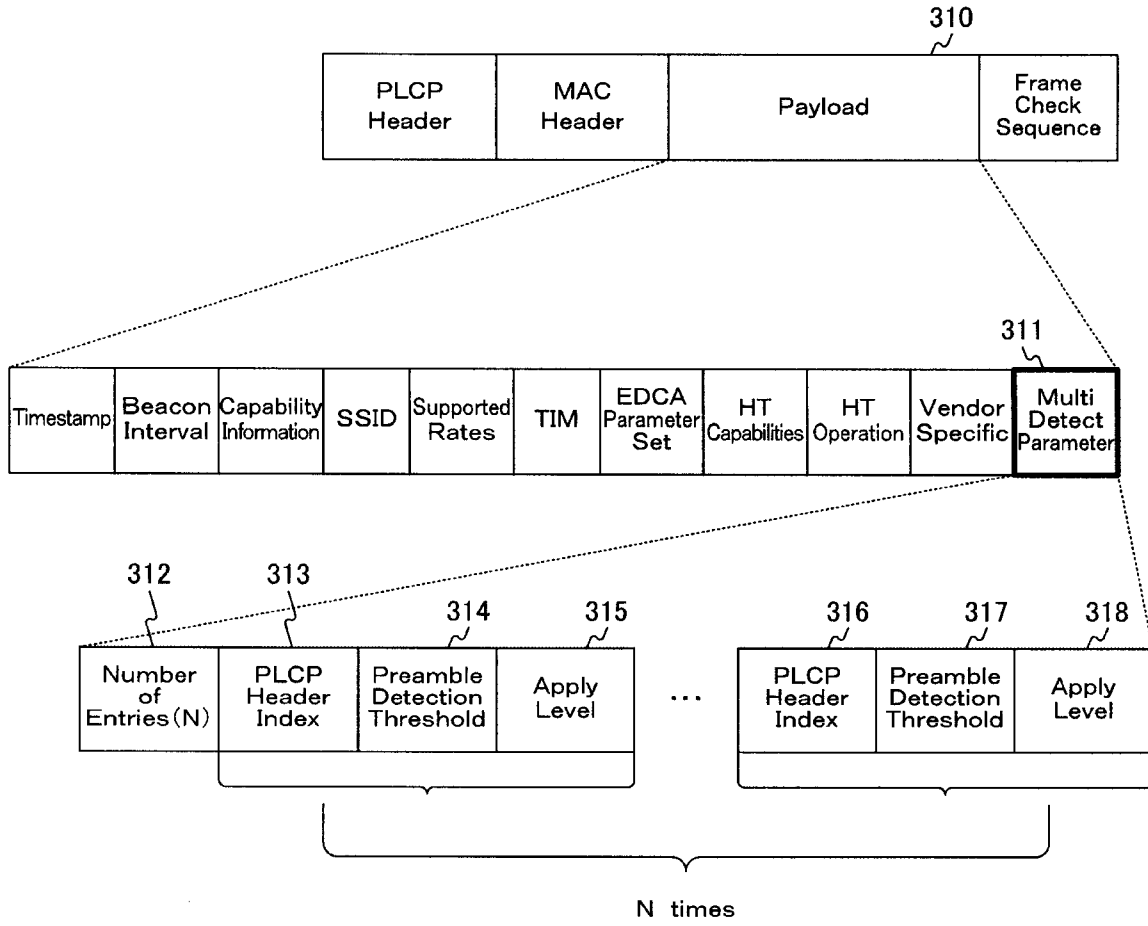 310
PLCP
Header
MAC
Header
Payload
Frame
Check
Sequence
311
Timestamp
Beacon
Interval
Capability
Information
SSID
Supported
Rates
TIM
EDCA
Parameter
Set
HT
Capabilities
HT
Operation
Vendor
Specific
Multi
Detect
Parameter
312
313
314
315
316
317
318
Number
of
Entries(N)
PLCP
Header
Index
Preamble
Detection
Threshold
Apply
Level
...
PLCP
Header
Index
Preamble
Detection
Threshold
Apply
Level
N times